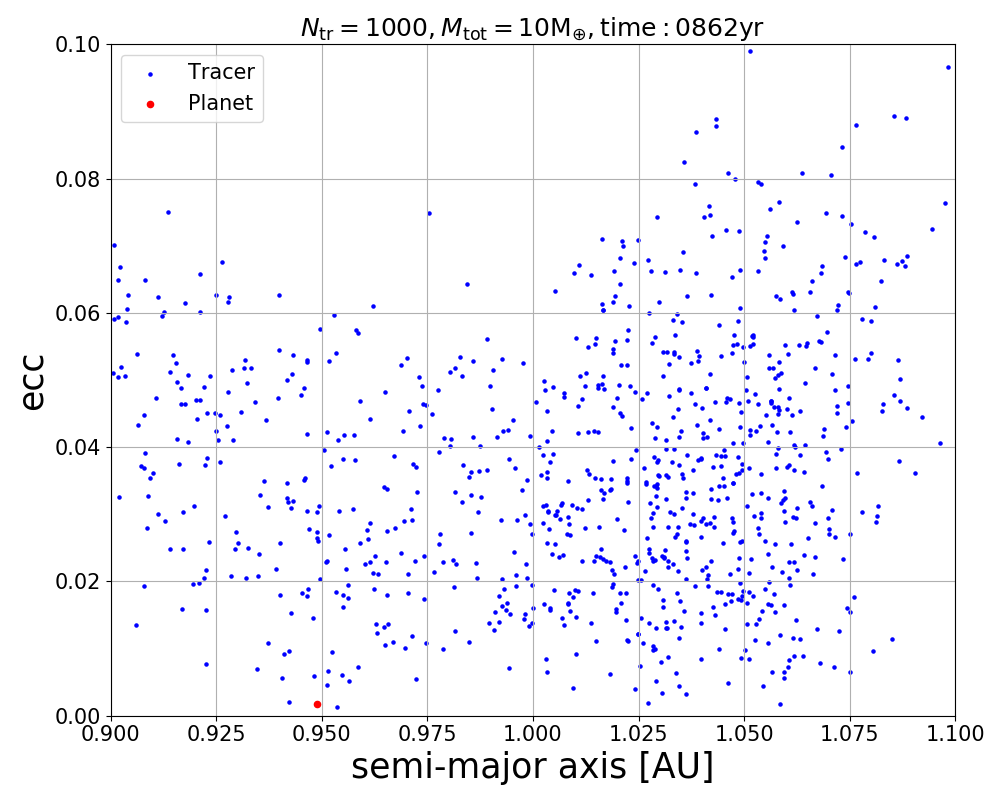 N_tr = 1000, M_tot = 10M_⊕, time : 0862yr
Tracer
Planet
0.10
0.08
0.06
0.04
0.02
0.00
ecc
0.900 0.925 0.950 0.975 1.000 1.025 1.050 1.075 1.100
semi-major axis [AU]